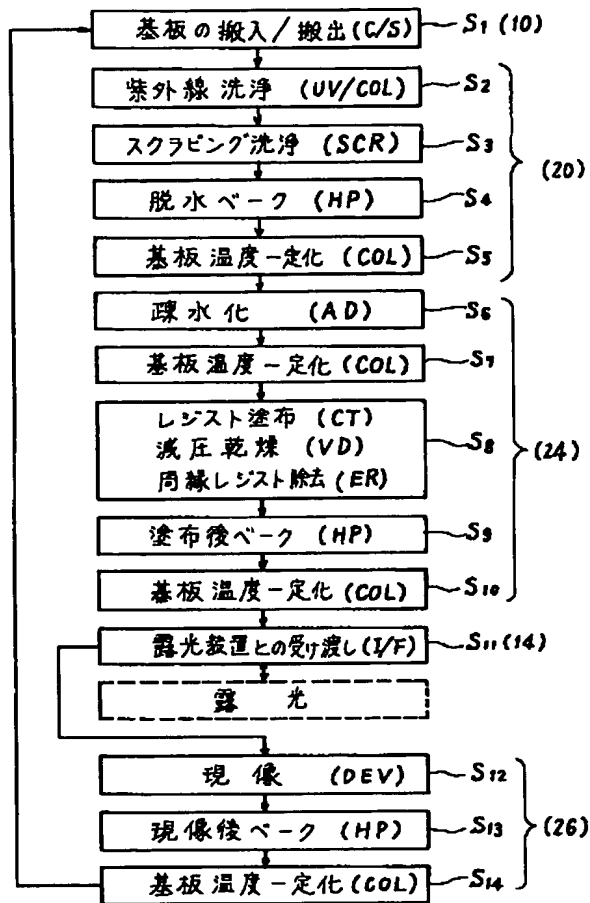 基板の搬入/搬出(C/S) S1 (10)
紫外線洗浄 (UV/COL) S2
スクラビング洗浄 (SCR) S3
(20)
脱水ベーク (HP) S4
基板温度一定化 (COL) S5
疎水化 (AD) S6
基板温度一定化(COL) S7
レジスト塗布 (CT)
減圧乾燥 (VD) S8
(24)
周縁レジスト除去(ER)
塗布後ベーク (HP) S9
基板温度一定化(COL) S10
露光装置との受け渡し(I/F) S11 (14)
露 光
現 像 (DEV) S12
現像後ベーク (HP) S13 (26)
基板温度一定化(COL) S14